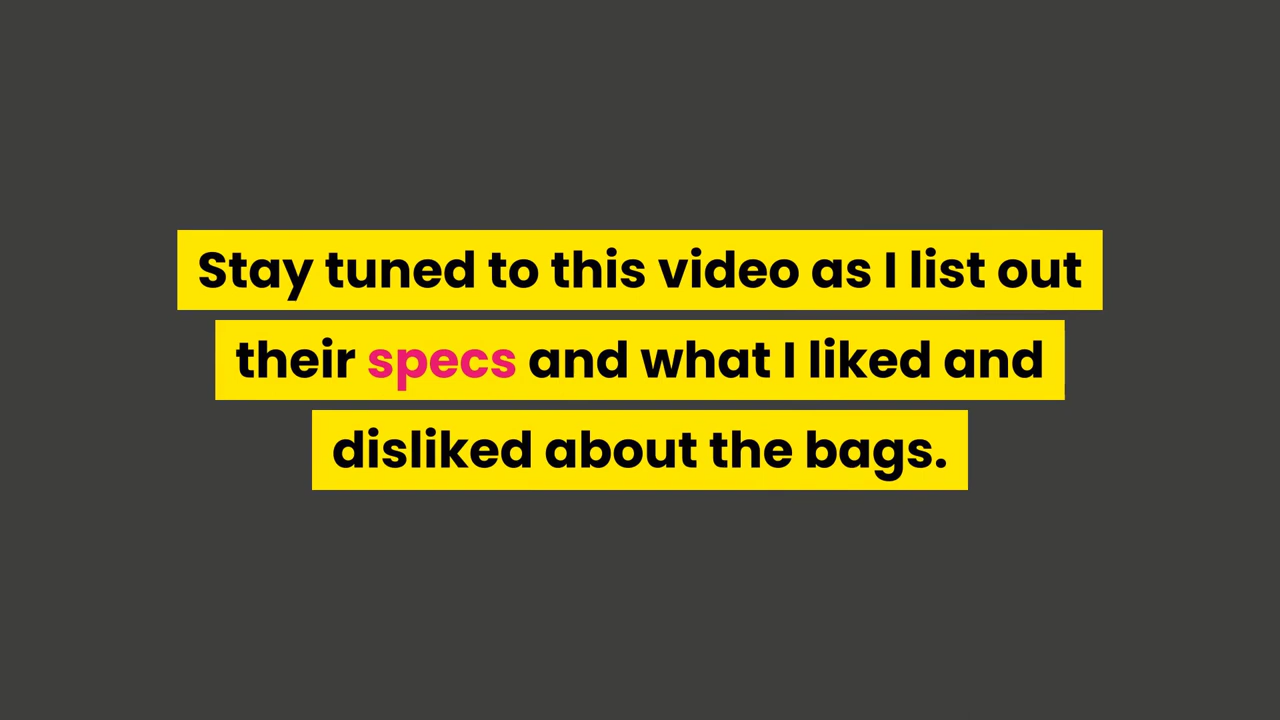 Stay tuned to this video as I list out
their specs and what I liked and
disliked about the bags.